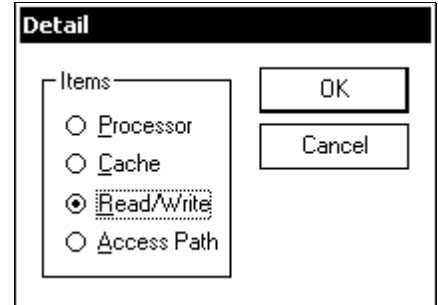 Detail
Items
Processor
Cache
Read/Write
Access Path
OK
Cancel